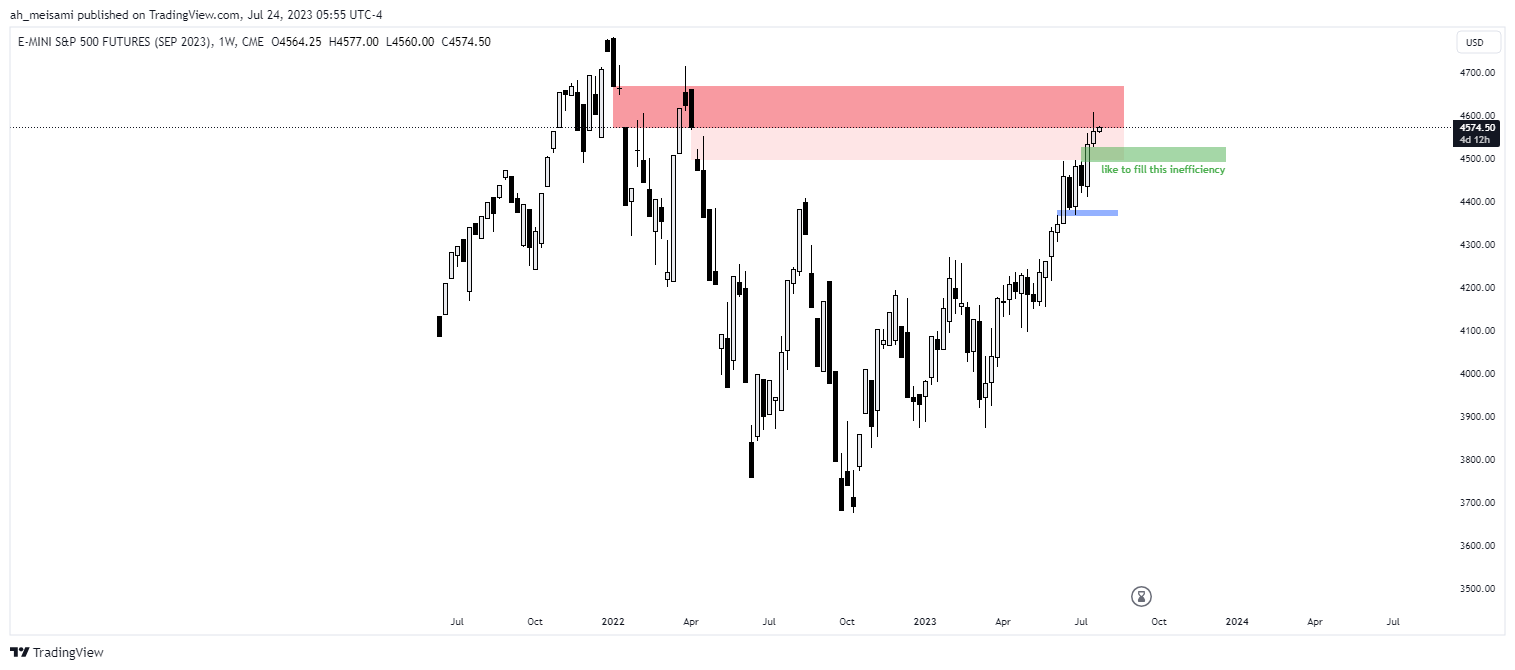 ah_meisami published on TradingView.com, Jul 24, 2023 05:55 UTC-4
E-MINI S&P 500 FUTURES (SEP 2023), 1W, CME O4564.25 H4577.00 L4560.00 C4574.50
USD
4700.00
4600.00
4574.50
4d 12h
4500.00
like to fill this inefficiency
4400.00
4300.00
4200.00
4100.00
4000.00
3900.00
3800.00
3700.00
3600.00
3500.00
Jul Oct 2022 Apr Jul Oct 2023 Apr Jul Oct 2024 Apr Jul
TradingView